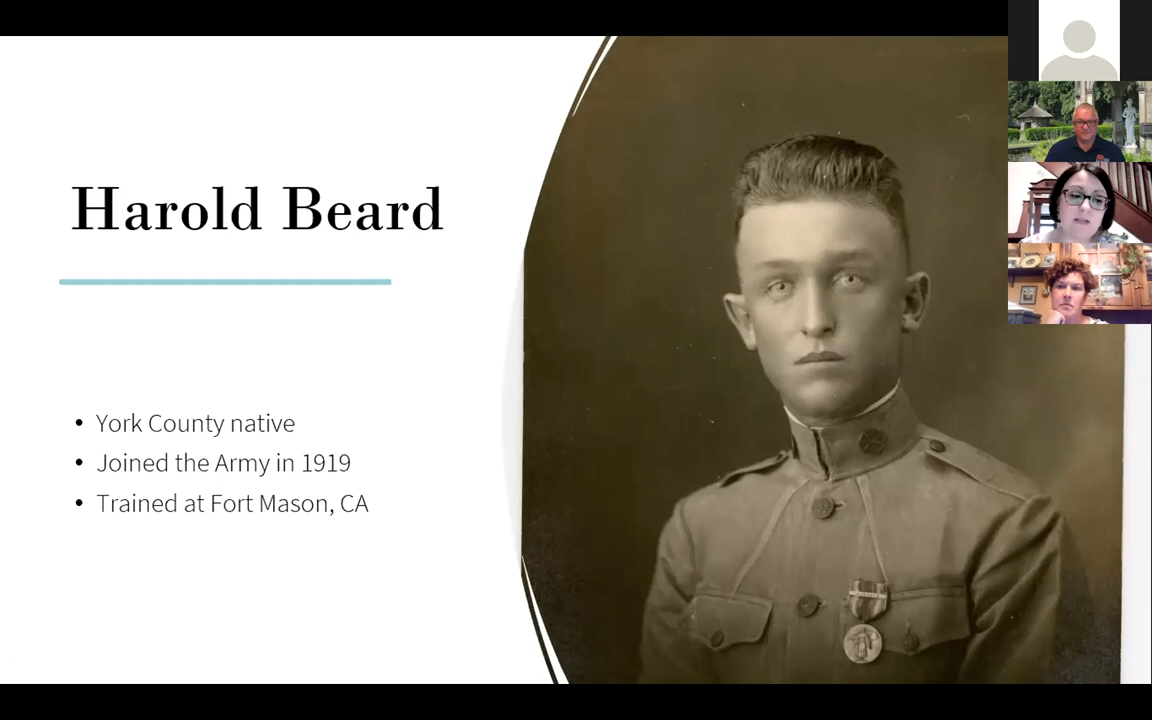 Harold Beard
• York County native
• Joined the Army in 1919
• Trained at Fort Mason, CA